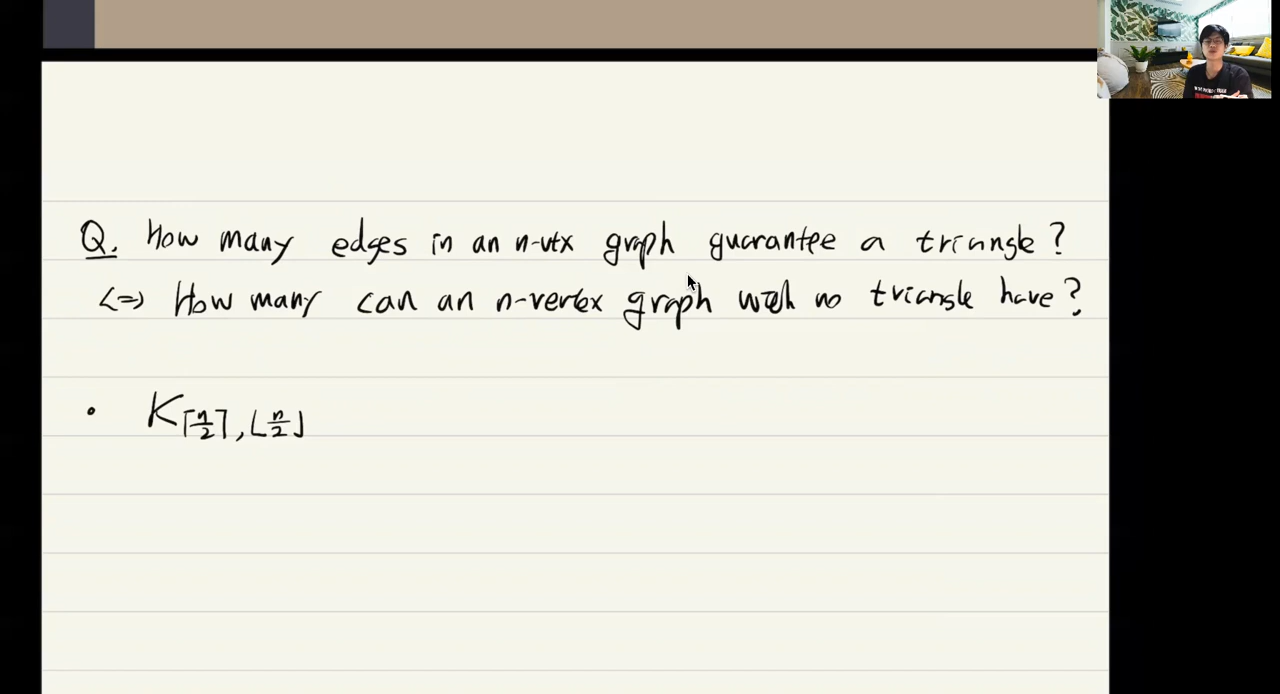 Q. How many edges in an n-vtx graph guarantee a triangle?
<=> How many can an n-vertex graph with no triangle have?
• K⌈n/2⌉,⌊n/2⌋